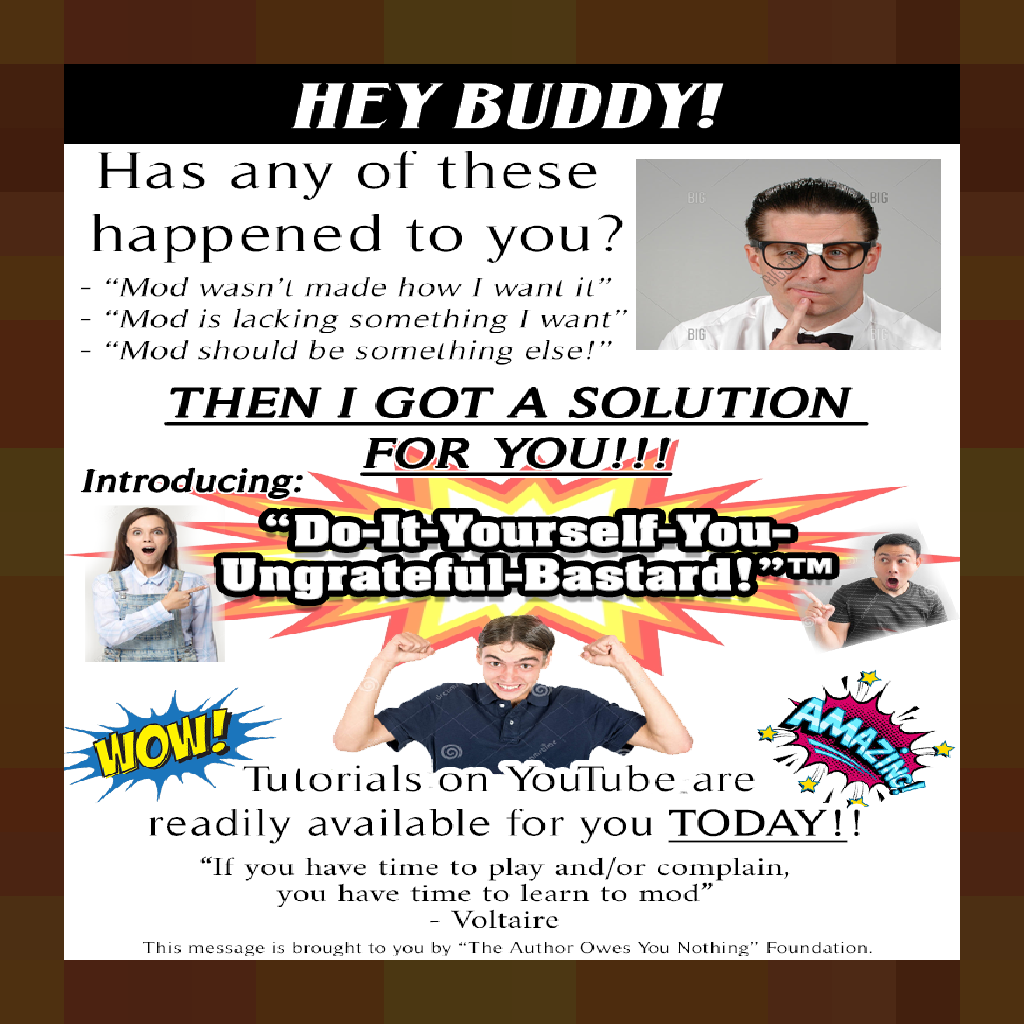 HEY BUDDY!
Has any of these
happened to you?
- "Mod wasn't made how I want it"
- "Mod is lacking something I want"
- "Mod should be something else!"
BIG
BIG
BIG
THEN I GOT A SOLUTION
FOR YOU!!!
Introducing:
"Do-It-Yourself-You-
Ungrateful-Bastard!"™
WOW!
AMAZING!
Tutorials on YouTube are
readily available for you TODAY!!
"If you have time to play and/or complain,
you have time to learn to mod"
- Voltaire
This message is brought to you by "The Author Owes You Nothing" Foundation.